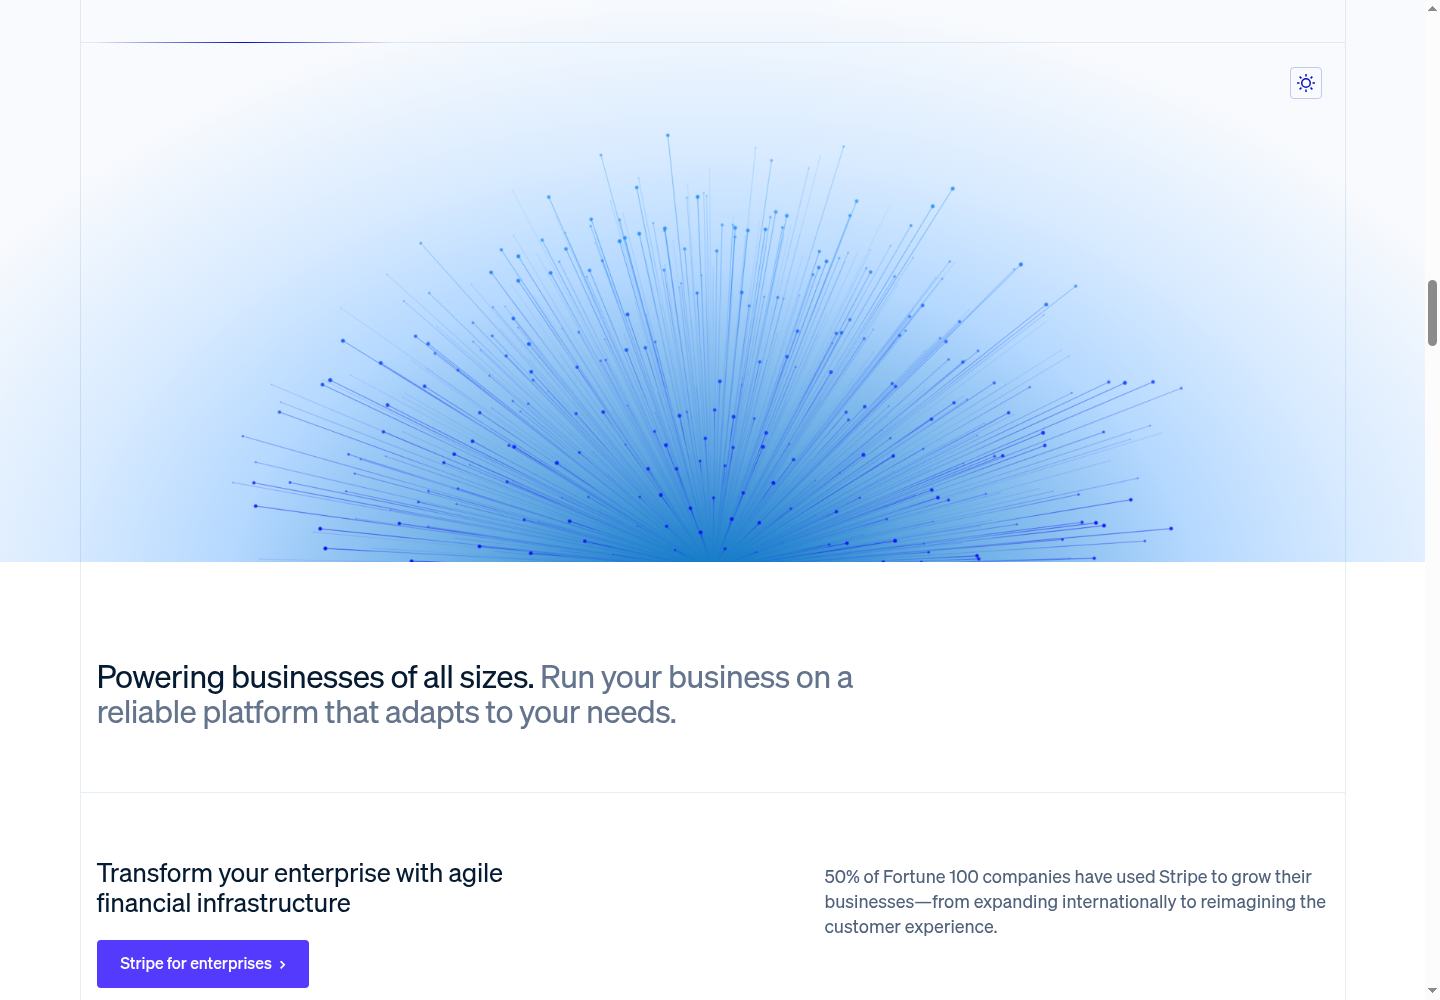 Powering businesses of all sizes. Run your business on a
reliable platform that adapts to your needs.
Transform your enterprise with agile
financial infrastructure
Stripe for enterprises
50% of Fortune 100 companies have used Stripe to grow their
businesses—from expanding internationally to reimagining the
customer experience.